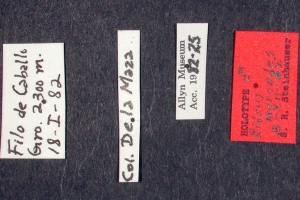 Filo de Caballo
Gro. 2300 m.
18-I-82
Col. De la Maza
Allyn Museum
Acc. 1982-25
HOLOTYPE ♂
S. R. Steinhauser